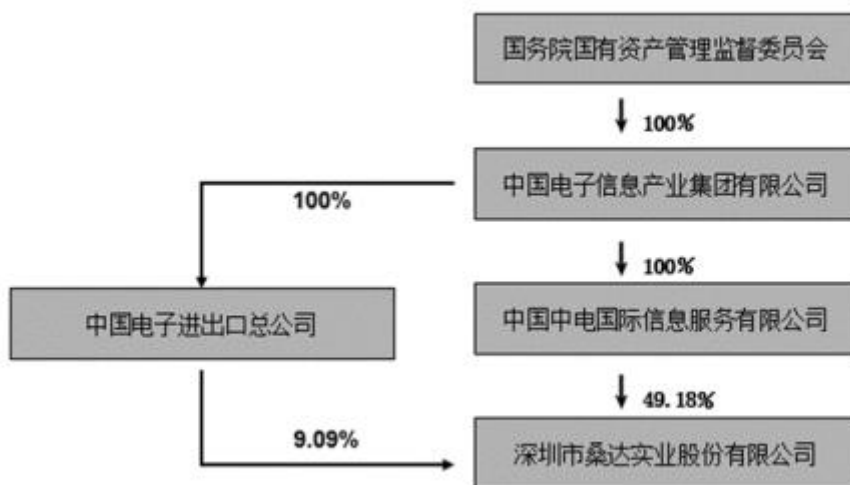 国务院国有资产管理监督委员会
100%
中国电子信息产业集团有限公司
100%
100%
中国电子进出口总公司
中国中电国际信息服务有限公司
49.18%
9.09%
深圳市桑达实业股份有限公司